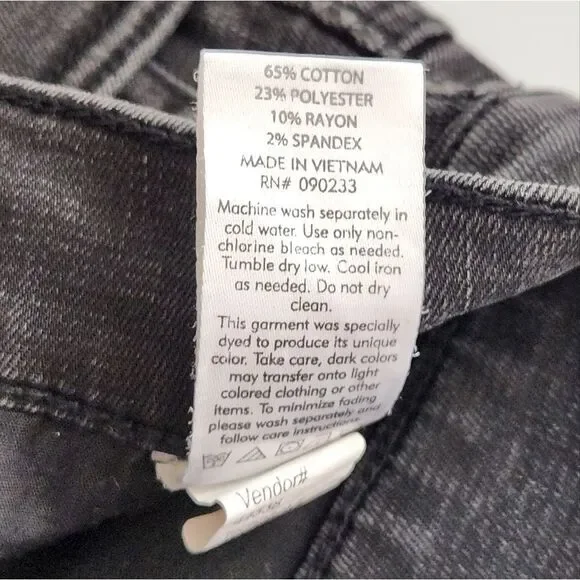 65% COTTON
23% POLYESTER
10% RAYON
2% SPANDEX
MADE IN VIETNAM
RN# 090233
Machine wash separately in
cold water. Use only non-
chlorine bleach as needed.
Tumble dry low. Cool iron
as needed. Do not dry
clean.
This garment was specially
dyed to produce its unique
color. Take care, dark colors
may transfer onto light
colored clothing or other
items. To minimize fading
please wash separately and
follow care instructions.
Vendor#